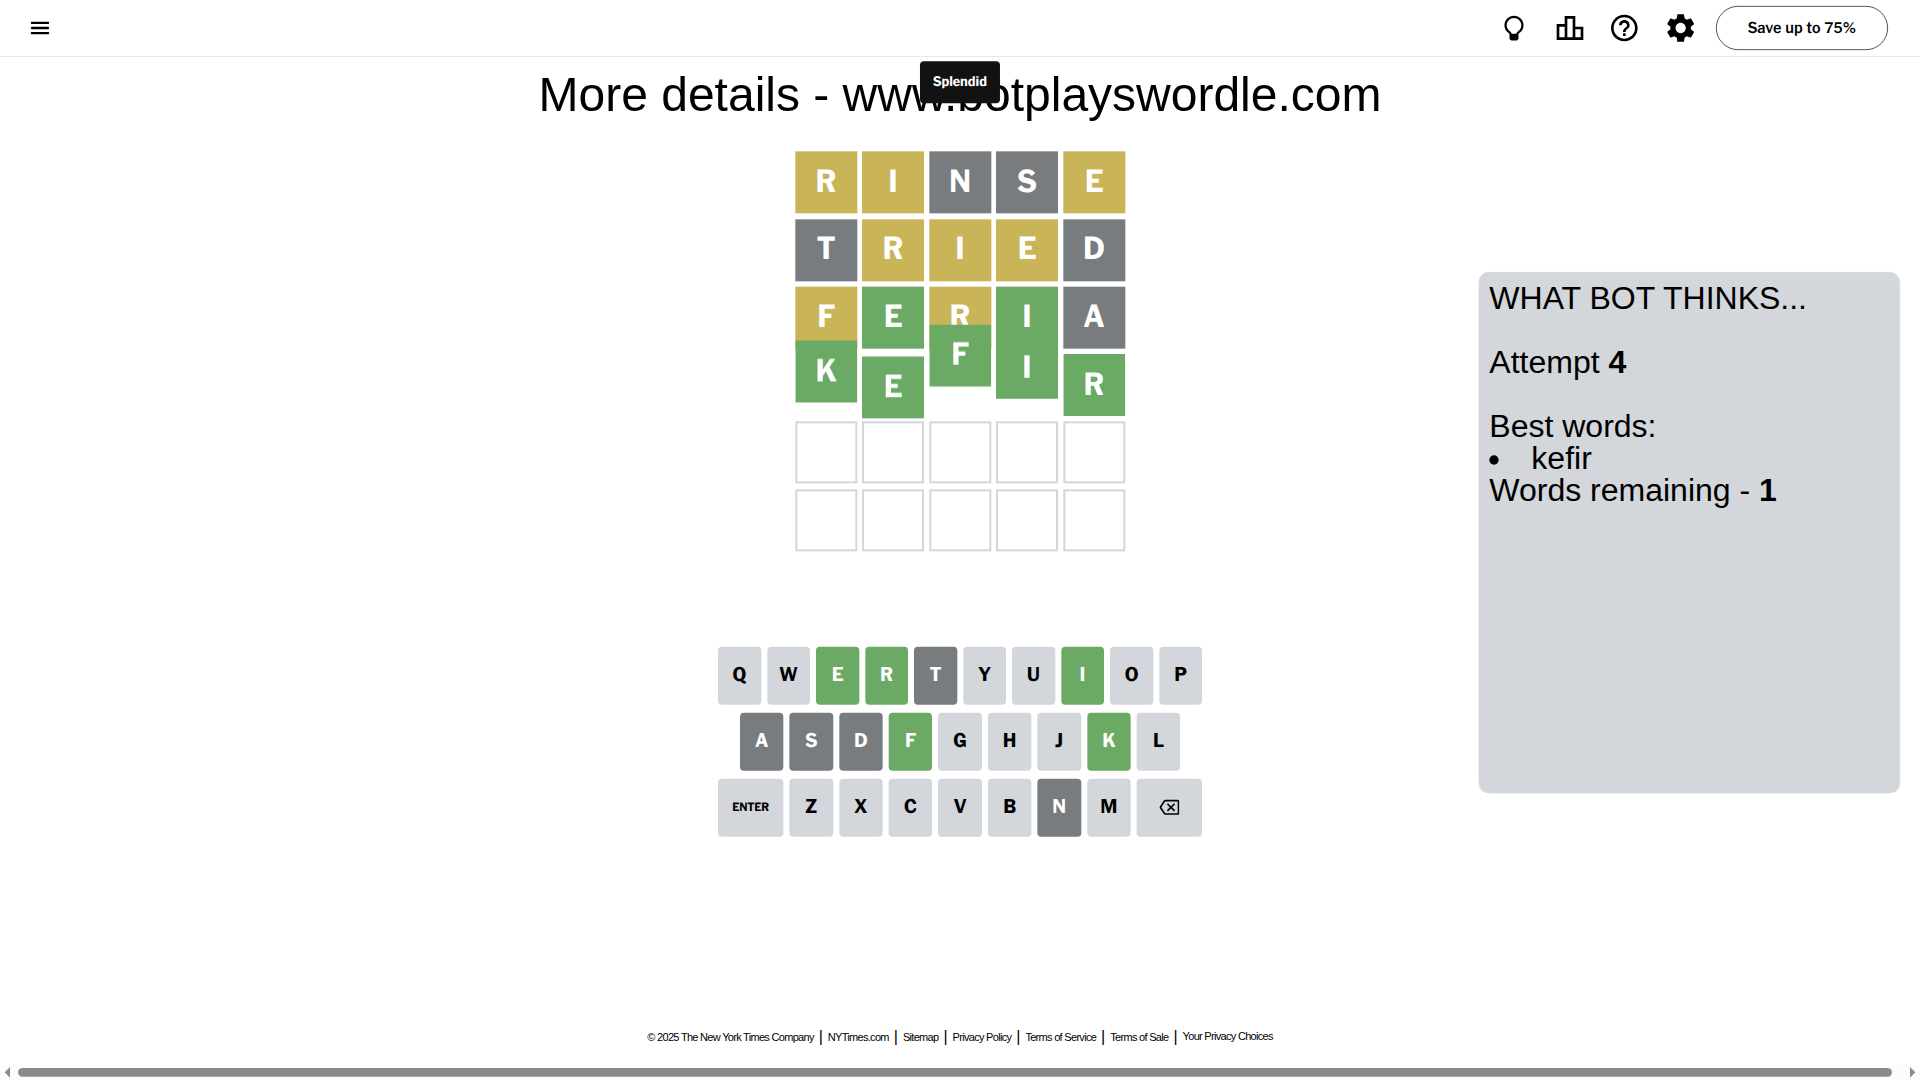 Save up to 75%
Splendid
More details - www.botplayswordle.com
R I N S E
T R I E D
F E R I A
K E F I R
WHAT BOT THINKS...
Attempt 4
Best words:
• kefir
Words remaining - 1
Q W E R T Y U I O P
A S D F G H J K L
ENTER Z X C V B N M
© 2025 The New York Times Company | NYTimes.com | Sitemap | Privacy Policy | Terms of Service | Terms of Sale | Your Privacy Choices